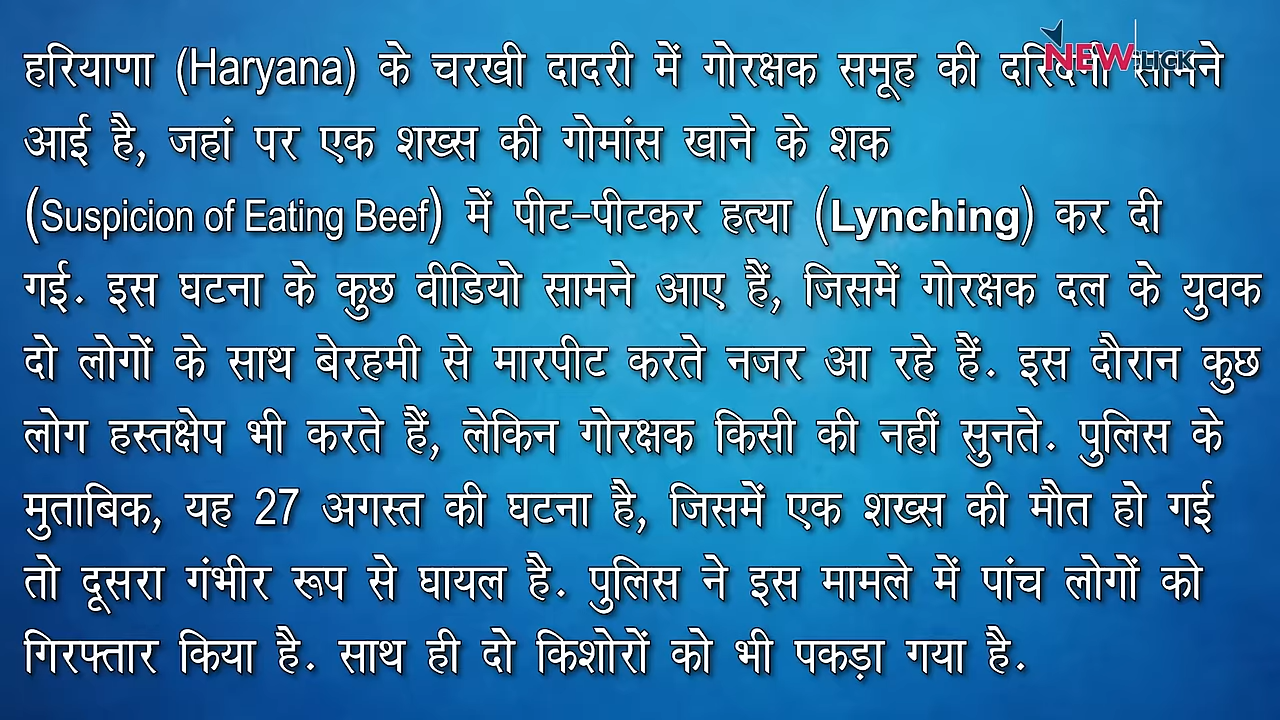 हरियाणा (Haryana) के चरखी दादरी में गोरक्षक समूह की सामने
NEWSCLICK
आई है, जहां पर एक शख्स की गोमांस खाने के शक
(Suspicion of Eating Beef) में पीट-पीटकर हत्या (Lynching) कर दी
गई. इस घटना के कुछ वीडियो सामने आए हैं, जिसमें गोरक्षक दल के युवक
दो लोगों के साथ बेरहमी से मारपीट करते नजर आ रहे हैं. इस दौरान कुछ
लोग हस्तक्षेप भी करते हैं, लेकिन गोरक्षक किसी की नहीं सुनते. पुलिस के
मुताबिक, यह 27 अगस्त की घटना है, जिसमें एक शख्स की मौत हो गई
तो दूसरा गंभीर रूप से घायल है. पुलिस ने इस मामले में पांच लोगों को
गिरफ्तार किया है. साथ ही दो किशोरों को भी पकड़ा गया है.